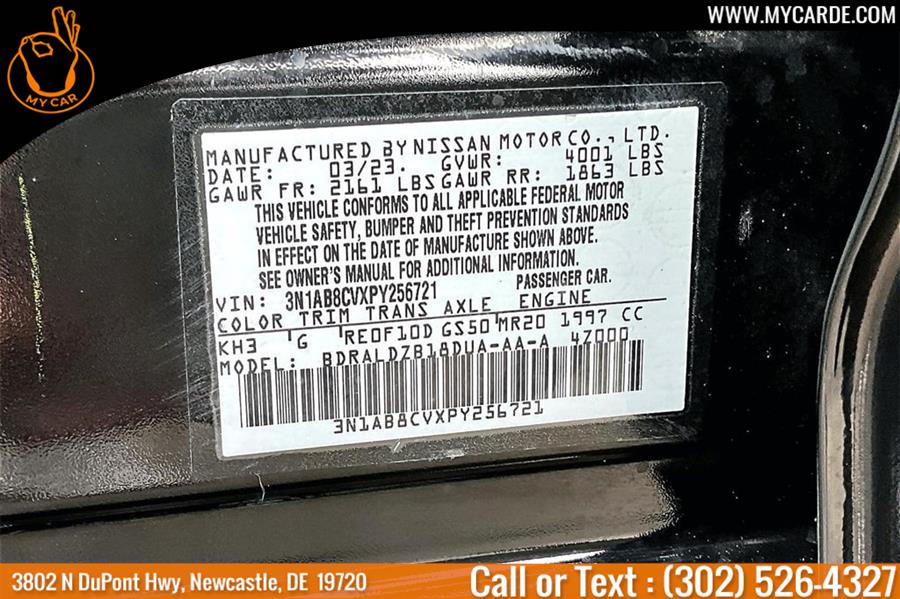 WWW.MYCARDE.COM
MY CAR
MANUFACTURED BY NISSAN MOTOR CO., LTD.
DATE: 03/23. GVWR: 4001 LBS
GAWR FR: 2161 LBS GAWR RR: 1863 LBS
THIS VEHICLE CONFORMS TO ALL APPLICABLE FEDERAL MOTOR
VEHICLE SAFETY, BUMPER AND THEFT PREVENTION STANDARDS
IN EFFECT ON THE DATE OF MANUFACTURE SHOWN ABOVE.
SEE OWNER'S MANUAL FOR ADDITIONAL INFORMATION.
VIN: 3N1AB8CVXPY256721 PASSENGER CAR.
COLOR TRIM TRANS AXLE ENGINE
KH3 G RE0F10D GS50 MR20 1997 CC
MODEL: BDRALDZB18DUA-AA-A 4Z000
3N1AB8CVXPY256721
3802 N DuPont Hwy, Newcastle, DE 19720
Call or Text : (302) 526-4327